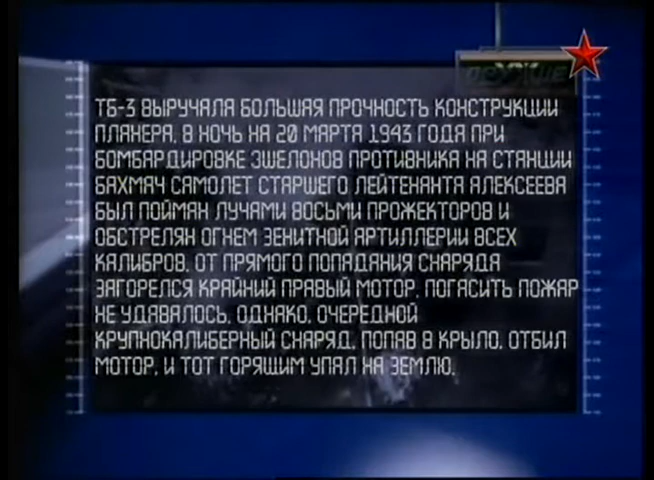 ОРУЖИЕ
ТБ-3 ВЫРУЧАЛА БОЛЬШАЯ ПРОЧНОСТЬ КОНСТРУКЦИИ
ПЛАНЕРА. В НОЧЬ НА 20 МАРТА 1943 ГОДА ПРИ
БОМБАРДИРОВКЕ ЭШЕЛОНОВ ПРОТИВНИКА НА СТАНЦИИ
БАХМАЧ САМОЛЕТ СТАРШЕГО ЛЕЙТЕНАНТА АЛЕКСЕЕВА
БЫЛ ПОЙМАН ЛУЧАМИ ВОСЬМИ ПРОЖЕКТОРОВ И
ОБСТРЕЛЯН ОГНЕМ ЗЕНИТНОЙ АРТИЛЛЕРИИ ВСЕХ
КАЛИБРОВ. ОТ ПРЯМОГО ПОПАДАНИЯ СНАРЯДА
ЗАГОРЕЛСЯ КРАЙНИЙ ПРАВЫЙ МОТОР. ПОГАСИТЬ ПОЖАР
НЕ УДАВАЛОСЬ. ОДНАКО, ОЧЕРЕДНОЙ
КРУПНОКАЛИБЕРНЫЙ СНАРЯД, ПОПАВ В КРЫЛО, ОТБИЛ
МОТОР, И ТОТ ГОРЯЩИМ УПАЛ НА ЗЕМЛЮ.